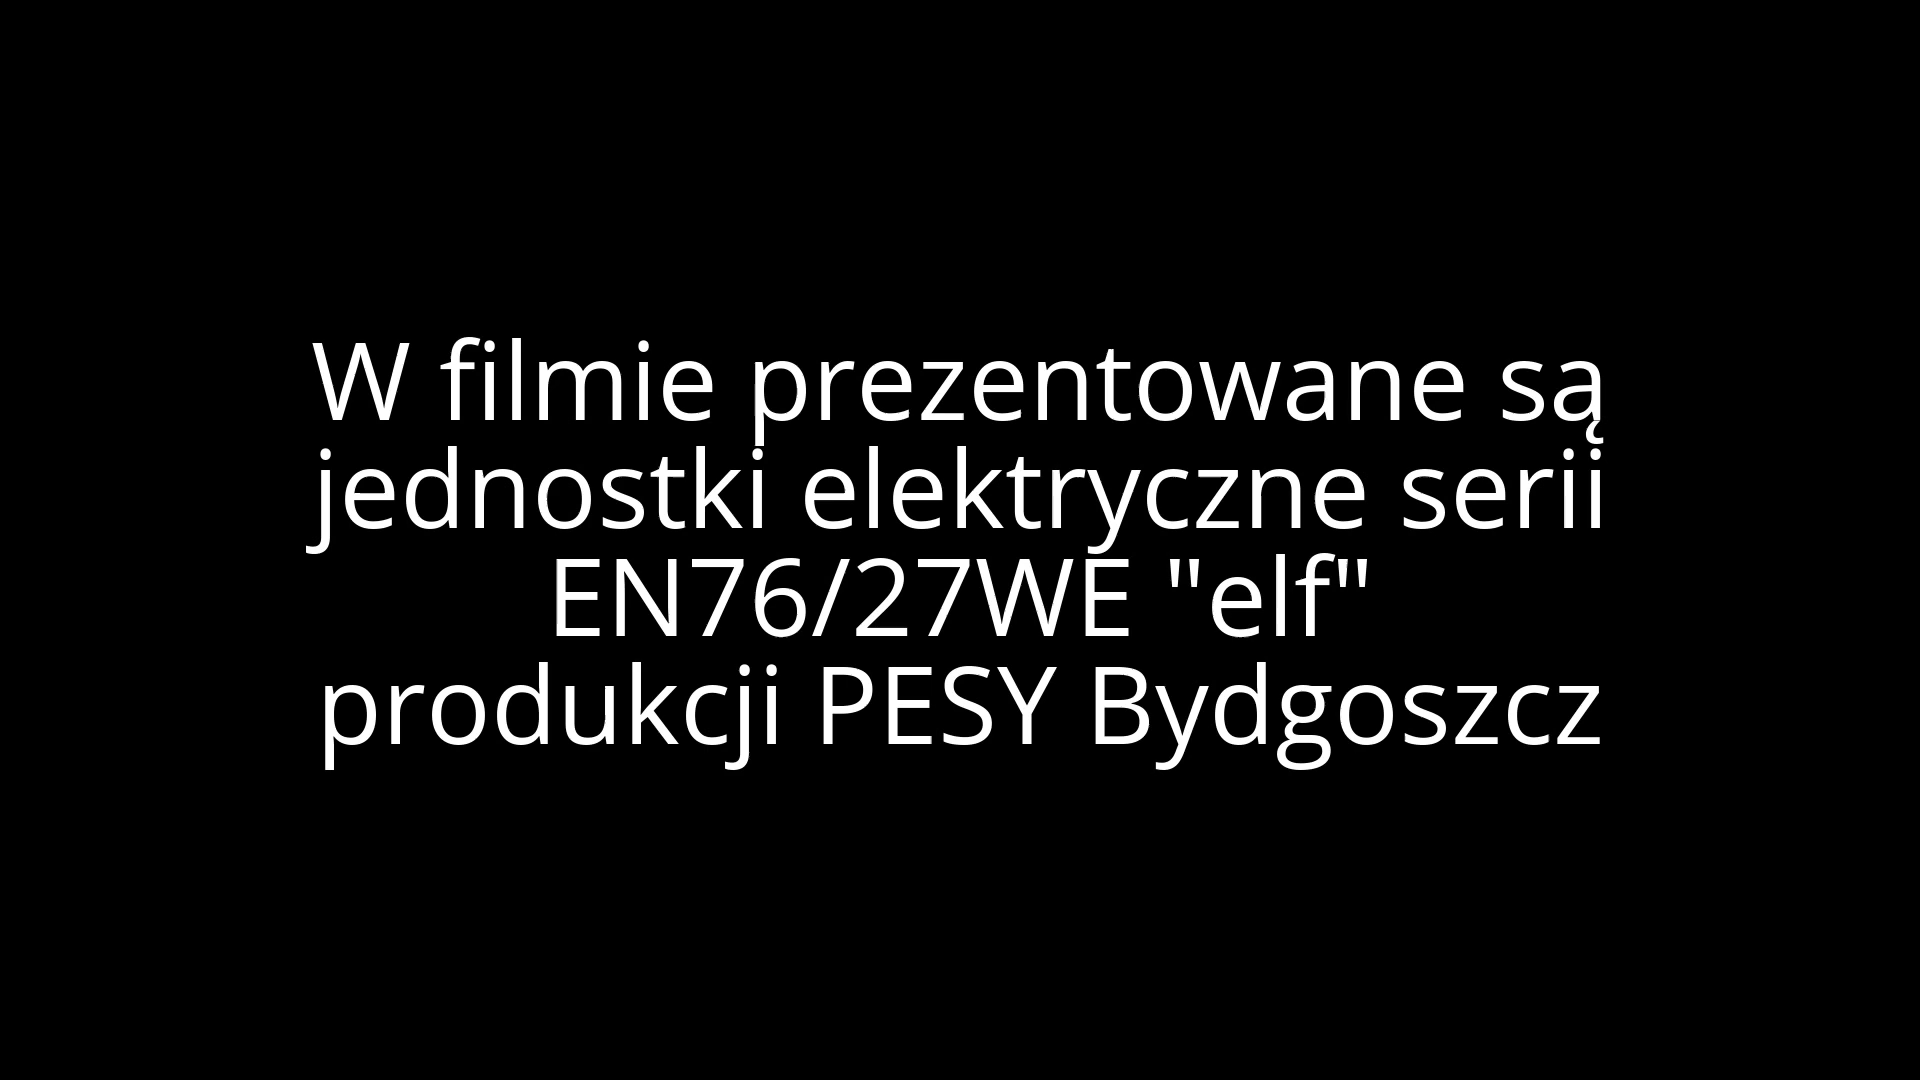 W filmie prezentowane są
jednostki elektryczne serii
EN76/27WE "elf"
produkcji PESY Bydgoszcz